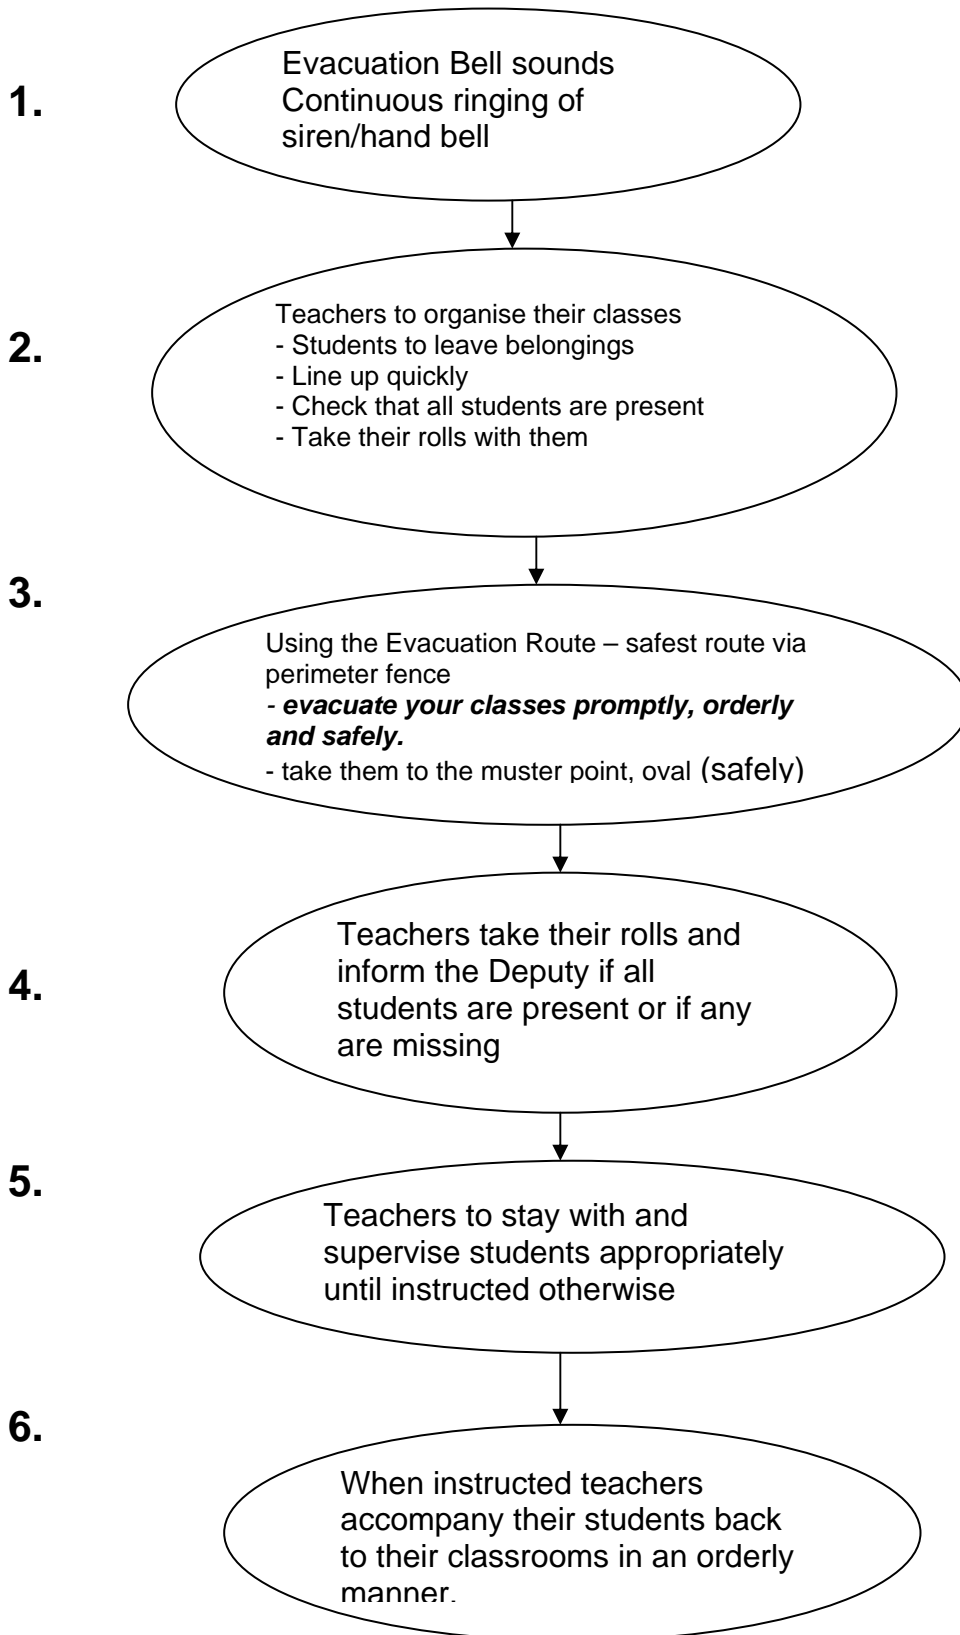 1.
Evacuation Bell sounds
Continuous ringing of
siren/hand bell
2.
Teachers to organise their classes
- Students to leave belongings
- Line up quickly
- Check that all students are present
- Take their rolls with them
3.
Using the Evacuation Route – safest route via
perimeter fence
- evacuate your classes promptly, orderly
and safely.
- take them to the muster point, oval (safely)
4.
Teachers take their rolls and
inform the Deputy if all
students are present or if any
are missing
5.
Teachers to stay with and
supervise students appropriately
until instructed otherwise
6.
When instructed teachers
accompany their students back
to their classrooms in an orderly
manner.